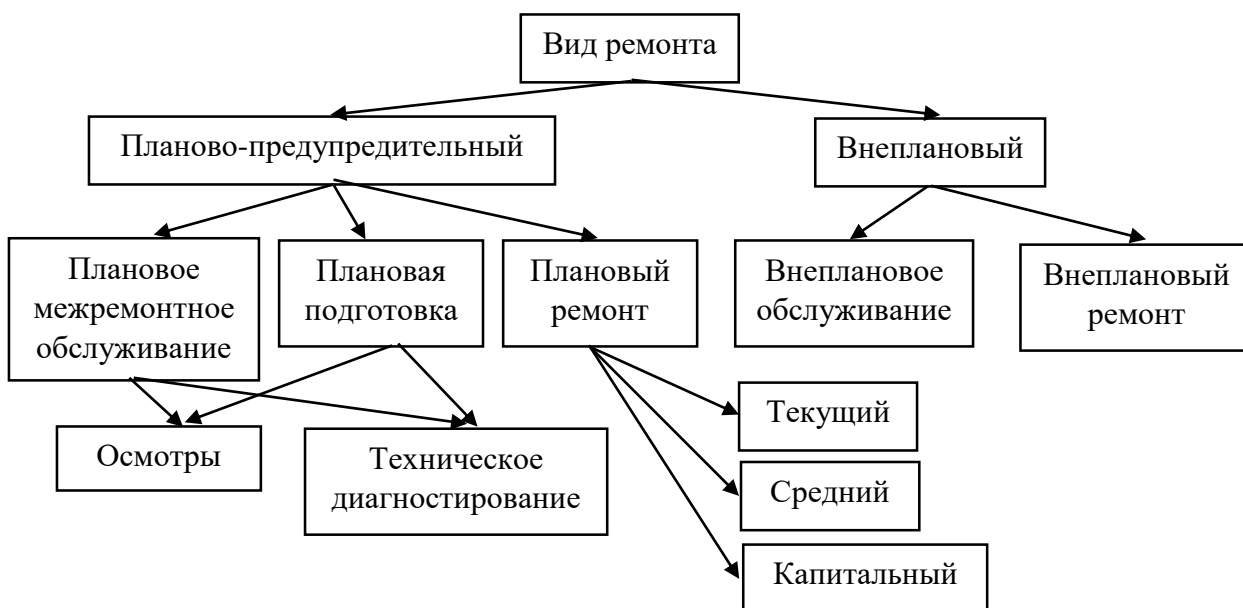 Вид ремонта
Планово-предупредительный
Внеплановый
Плановое
межремонтное
обслуживание
Плановая
подготовка
Плановый
ремонт
Внеплановое
обслуживание
Внеплановый
ремонт
Осмотры
Техническое
диагностирование
Текущий
Средний
Капитальный